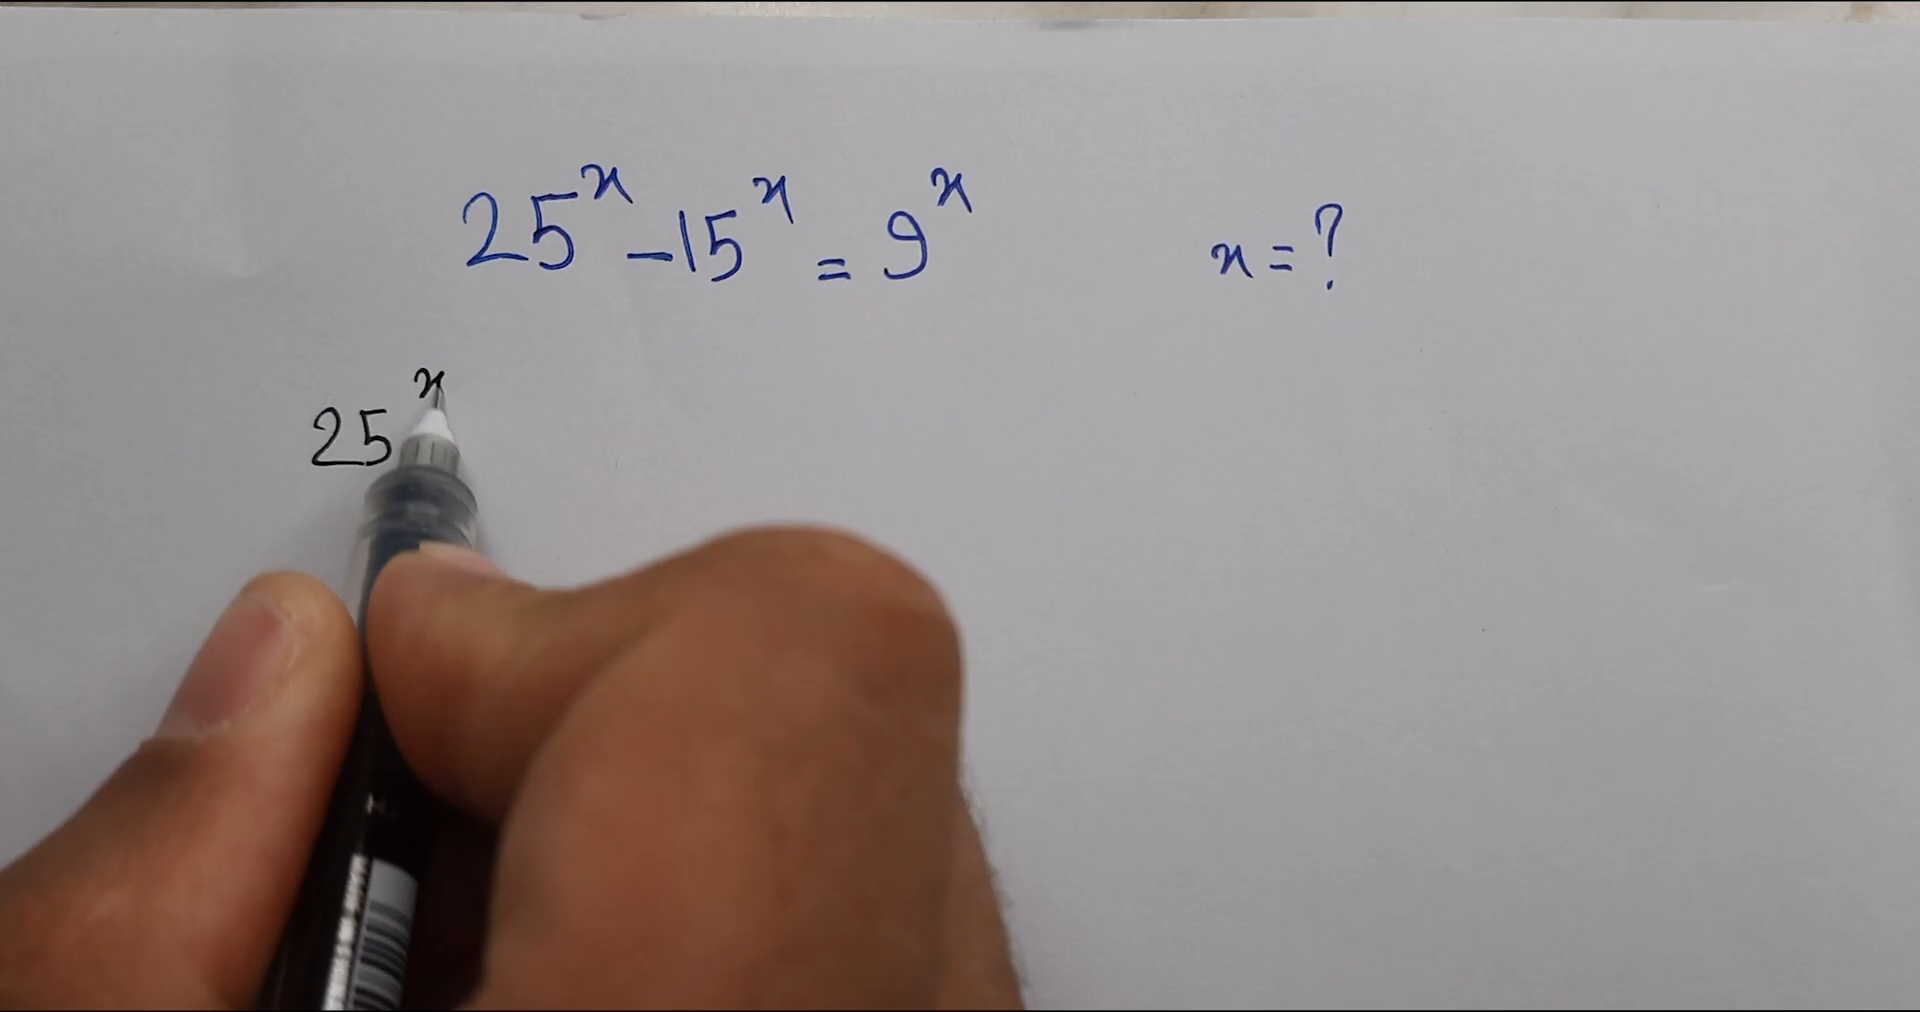 25^x - 15^x = 9^x    x = ?
25^x